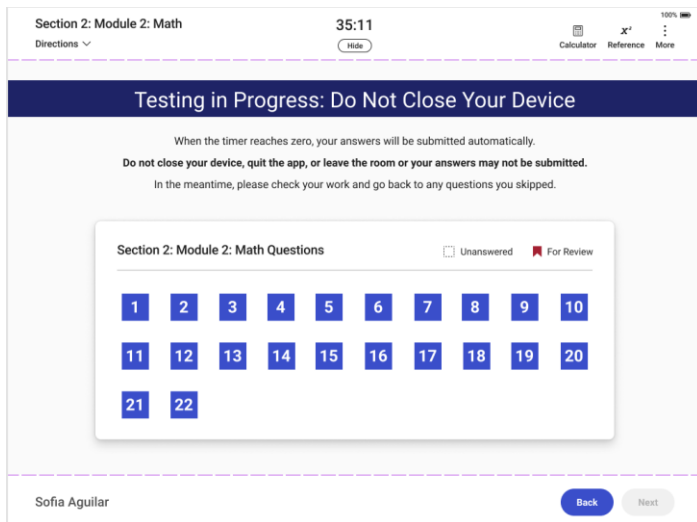 Section 2: Module 2: Math
Directions
35:11
Hide
100%
Calculator
x²
Reference
More
Testing in Progress: Do Not Close Your Device
When the timer reaches zero, your answers will be submitted automatically.
Do not close your device, quit the app, or leave the room or your answers may not be submitted.
In the meantime, please check your work and go back to any questions you skipped.
Section 2: Module 2: Math Questions
Unanswered
For Review
1 2 3 4 5 6 7 8 9 10
11 12 13 14 15 16 17 18 19 20
21 22
Sofia Aguilar
Back
Next